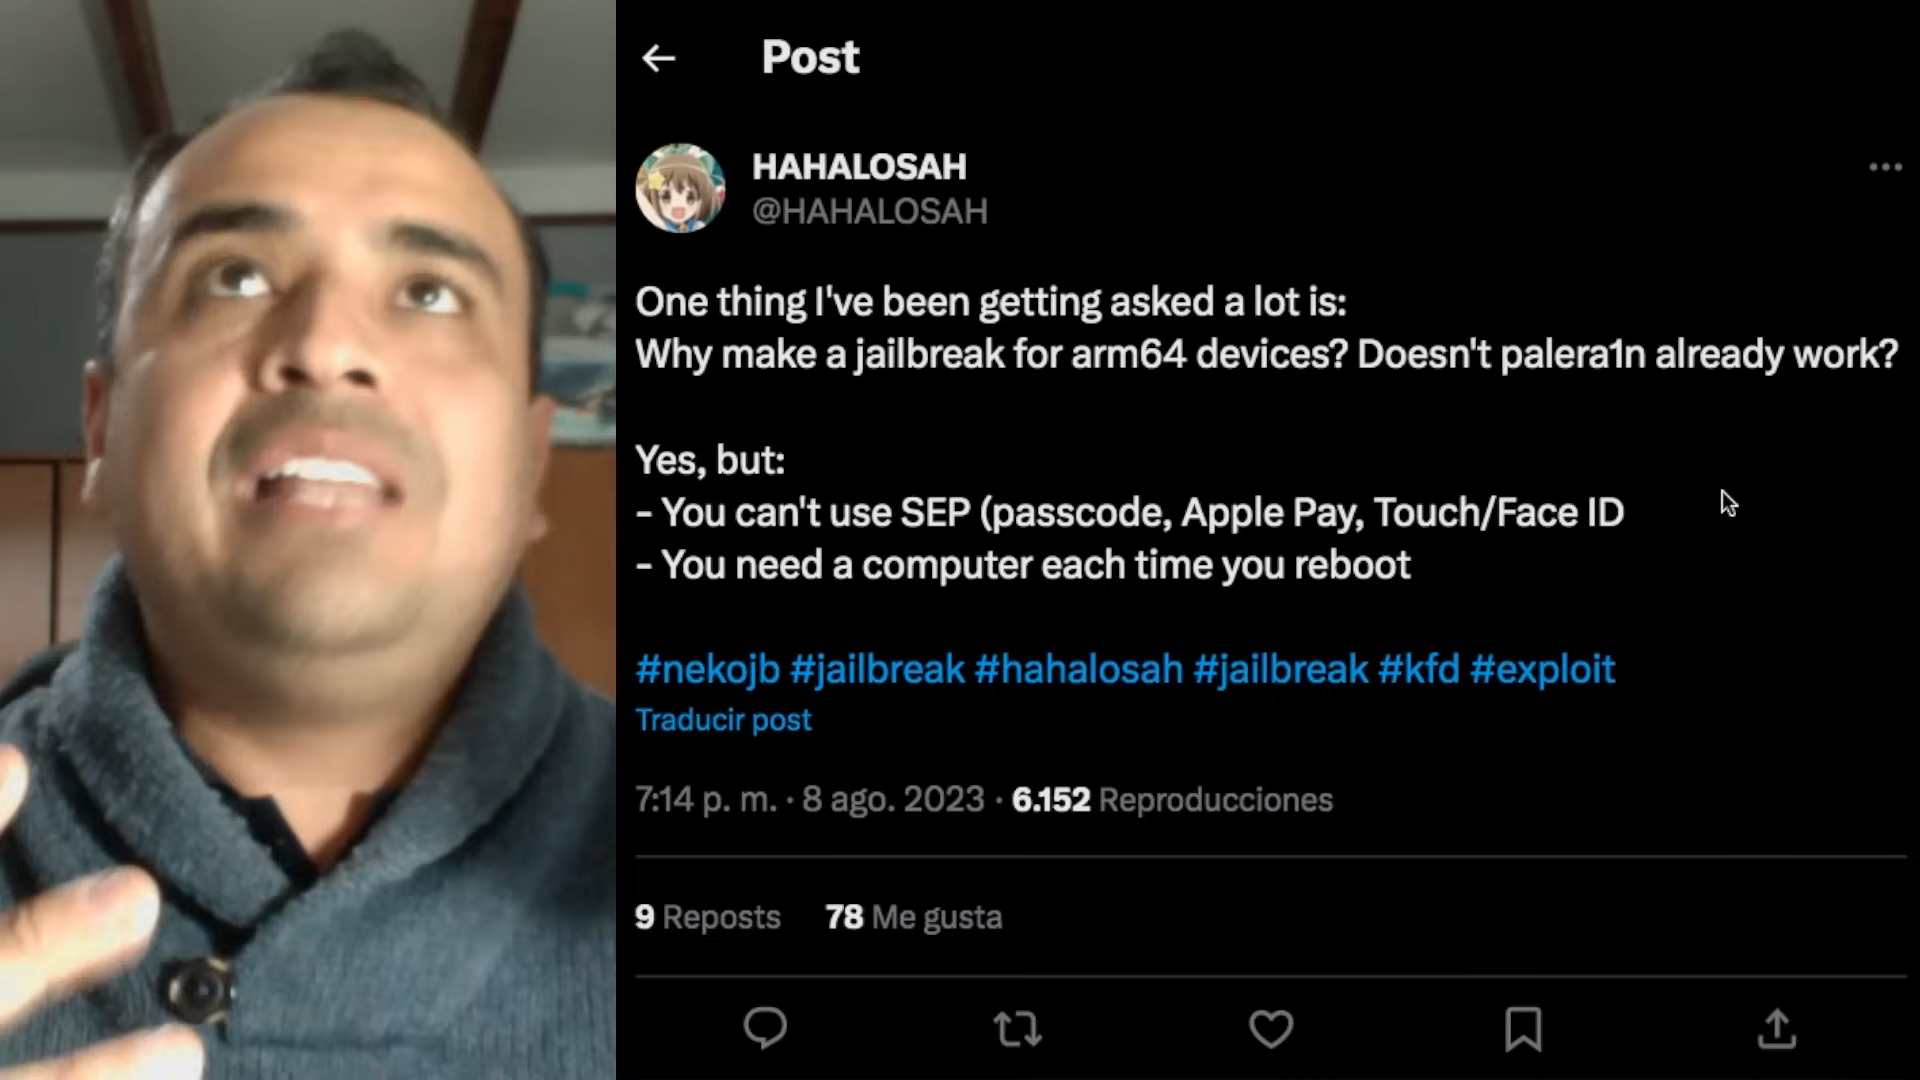 Post
HAHALOSAH
@HAHALOSAH
One thing I've been getting asked a lot is:
Why make a jailbreak for arm64 devices? Doesn't palera1n already work?
Yes, but:
- You can't use SEP (passcode, Apple Pay, Touch/Face ID
- You need a computer each time you reboot
#nekojb #jailbreak #hahalosah #jailbreak #kfd #exploit
Traducir post
7:14 p. m. · 8 ago. 2023 · 6.152 Reproducciones
9 Reposts 78 Me gusta